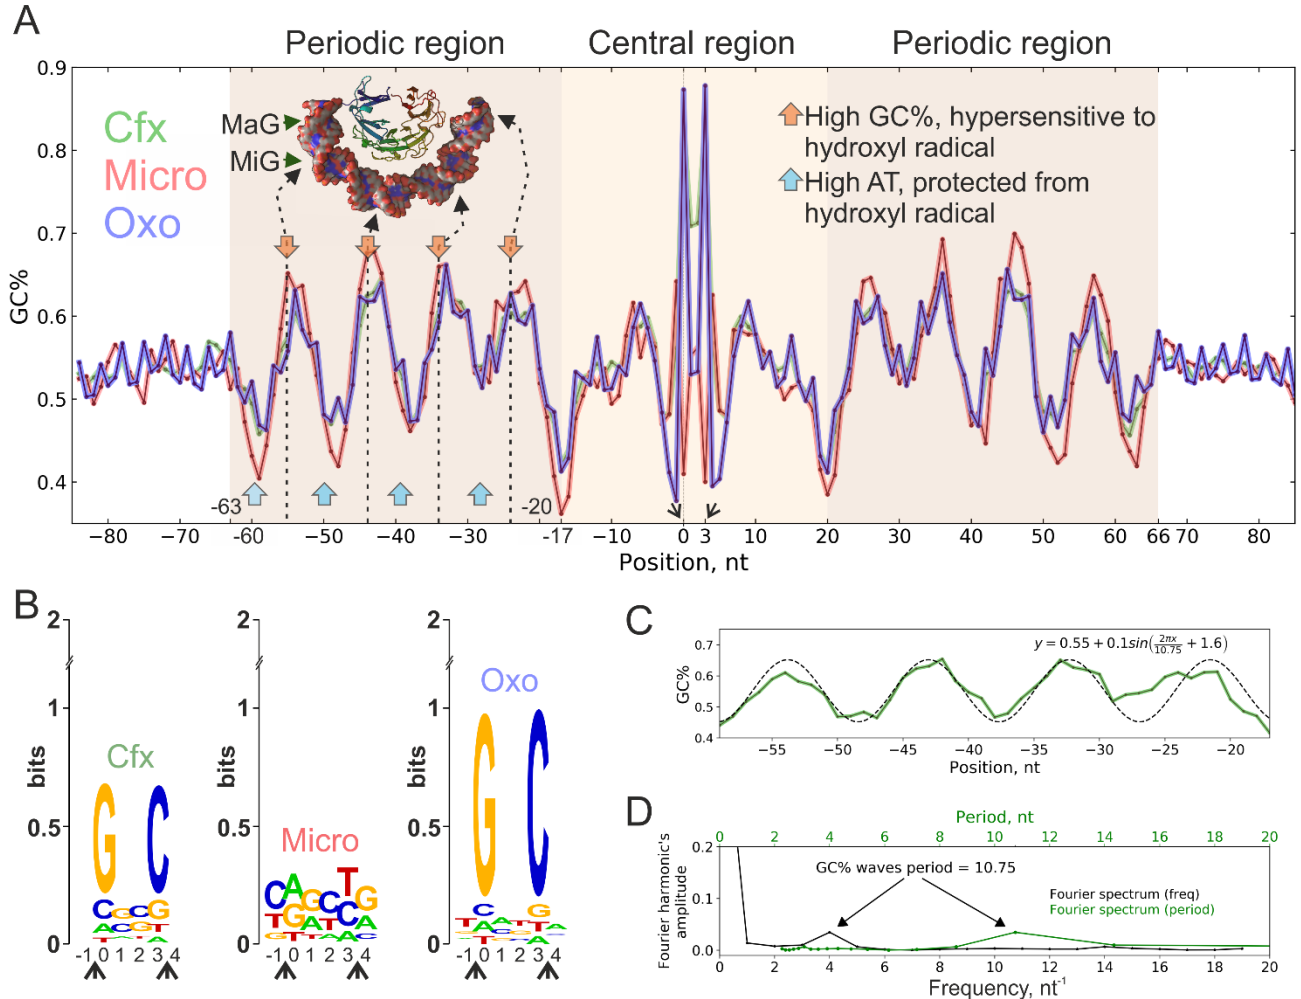 A
Periodic region
Central region
Periodic region
0.9
0.8
0.7
0.6
0.5
0.4
GC%
Cfx
Micro
Oxo
MaG
MiG
High GC%, hypersensitive to
hydroxyl radical
High AT, protected from
hydroxyl radical
-63
-20
−80 −70 −60 −50 −40 −30 -17 −10 0 3 10 20 30 40 50 60 66 70 80
Position, nt
B
2
1
0.5
0
bits
Cfx
G C
-1 0 1 2 3 4
2
1
0.5
0
bits
Micro
-1 0 1 2 3 4
2
1
0.5
0
bits
Oxo
G C
-1 0 1 2 3 4
C
y = 0.55 + 0.1sin(2πx/10.75 + 1.6)
0.7
0.6
0.5
0.4
GC%
−55 −50 −45 −40 −35 −30 −25 −20
Position, nt
D
Period, nt
0 2 4 6 8 10 12 14 16 18 20
0.2
0.1
0.0
Fourier harmonic's
amplitude
GC% waves period = 10.75
Fourier spectrum (freq)
Fourier spectrum (period)
0 2 4 6 8 10 12 14 16 18 20
Frequency, nt⁻¹